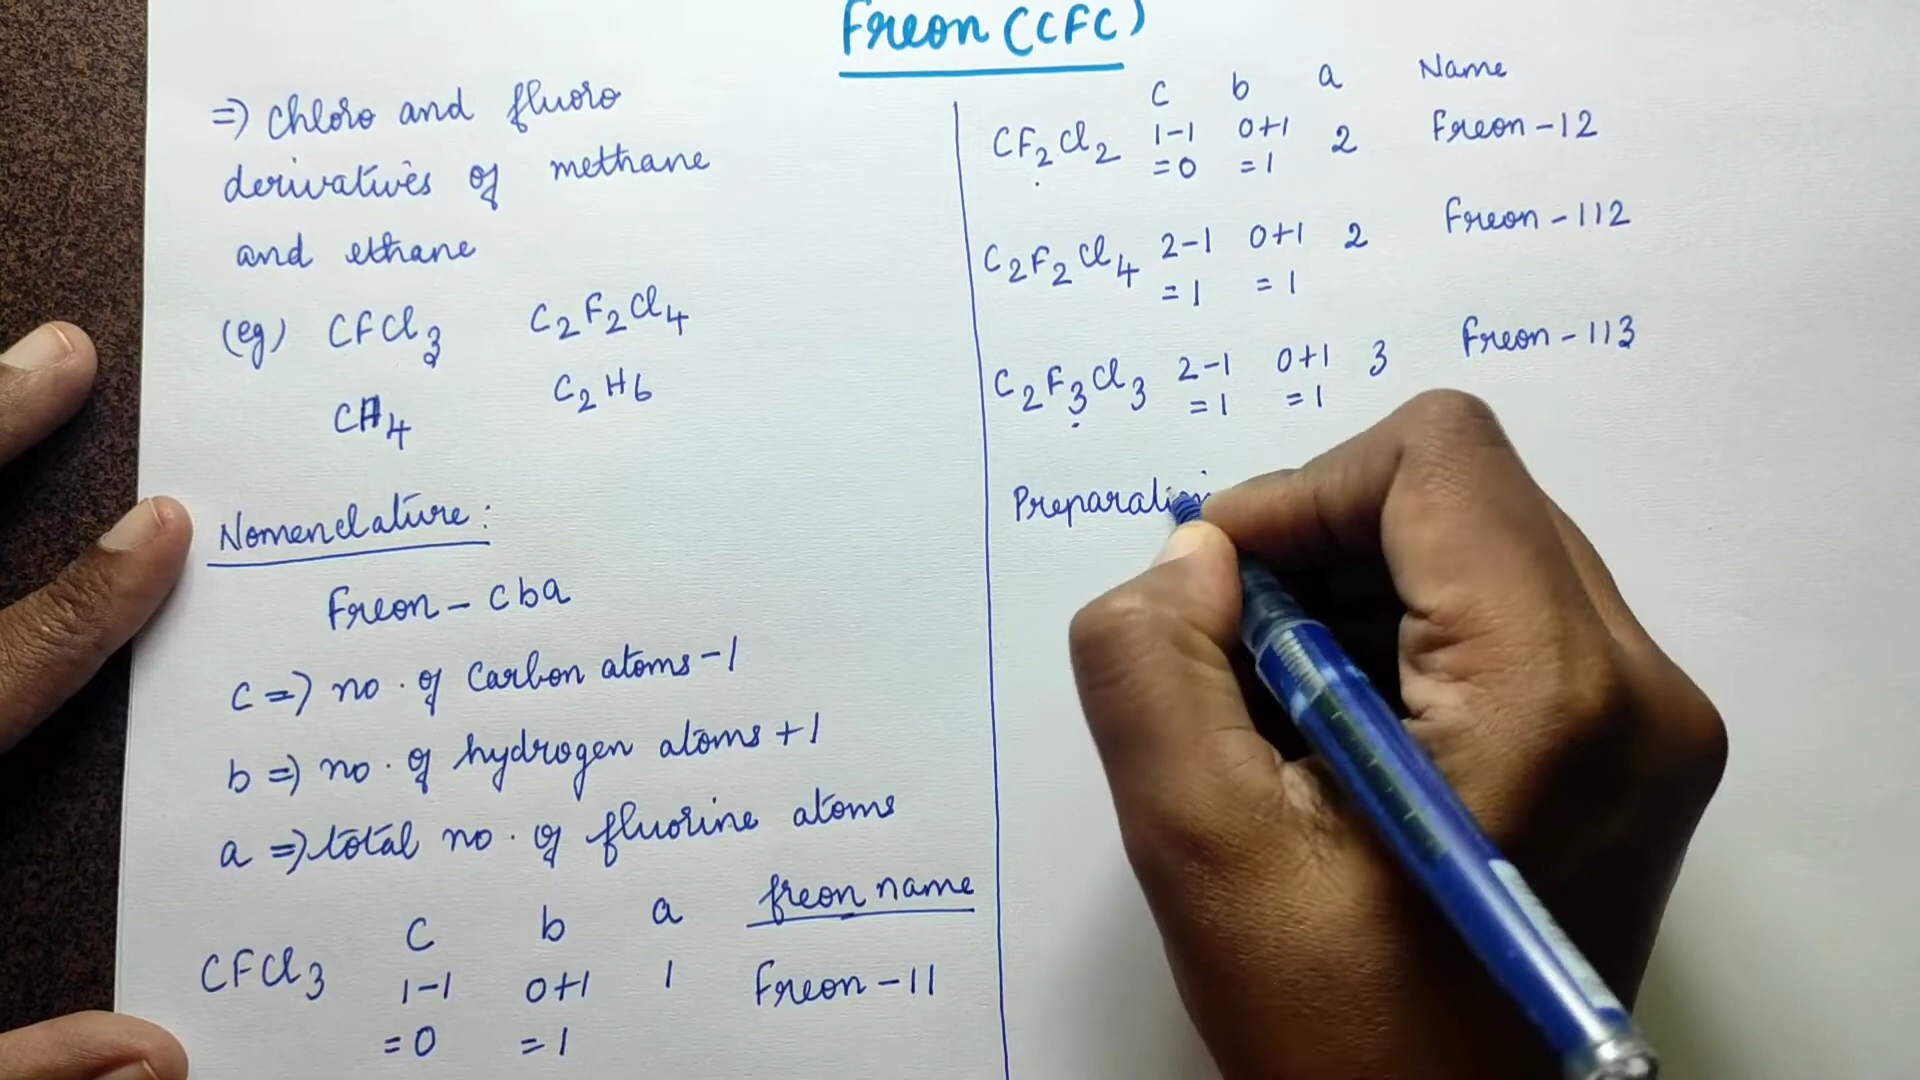 Freon (CFC)
=) chloro and fluoro
derivatives of methane
and ethane
(eg) CFCl3 C2F2Cl4
CH4 C2H6
Nomenclature:
Freon - cba
c =) no. of Carbon atoms -1
b =) no. of hydrogen atoms +1
a =) total no. of fluorine atoms
c b a freon name
CFCl3 1-1 0+1 1 Freon -11
=0 =1
c b a Name
CF2Cl2 1-1 0+1 2 Freon -12
=0 =1
C2F2Cl4 2-1 0+1 2 Freon -112
=1 =1
C2F3Cl3 2-1 0+1 3 Freon -113
=1 =1